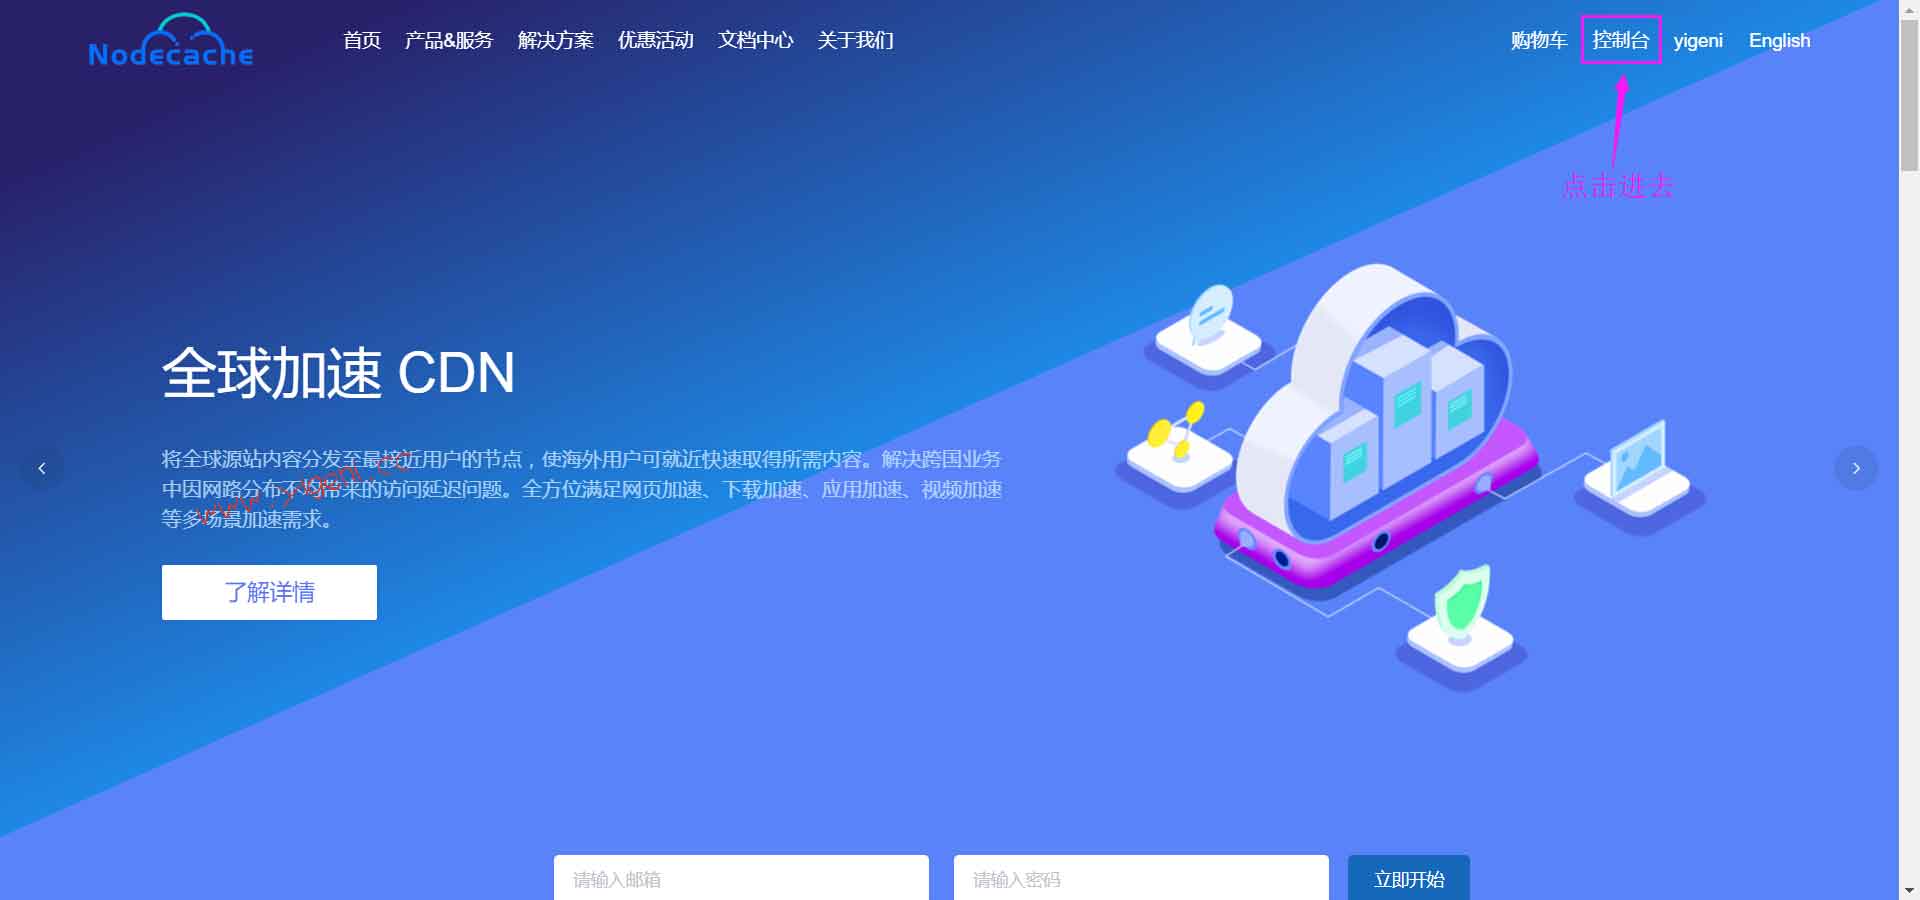 Nodecache
首页 产品&服务 解决方案 优惠活动 文档中心 关于我们
购物车 控制台 yigeni English
点击进去
全球加速 CDN
将全球源站内容分发至最接近用户的节点，使海外用户可就近快速取得所需内容。解决跨国业务
中因网路分布不均带来的访问延迟问题。全方位满足网页加速、下载加速、应用加速、视频加速
等多场景加速需求。
www.yigeni.cc
了解详情
请输入邮箱 请输入密码 立即开始